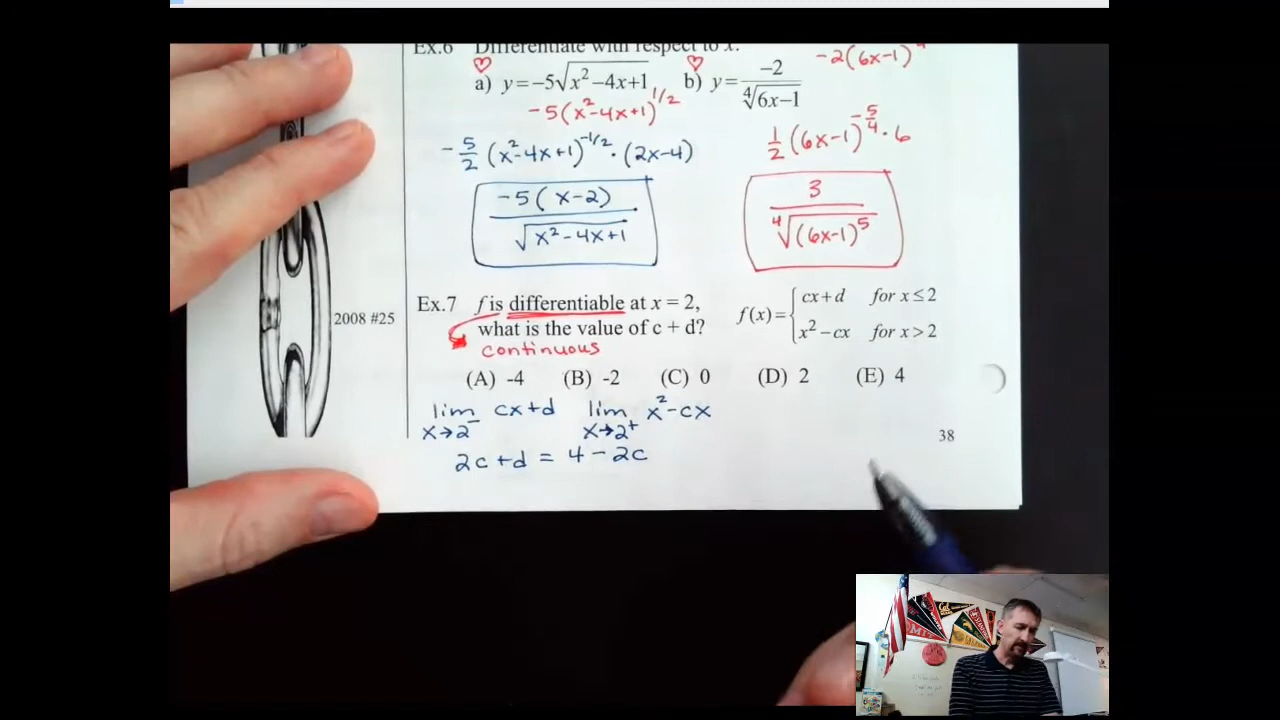 Ex.6 Differentiate with respect to x.
-2(6x-1)
a) y=-5√(x²-4x+1) b) y= -2/∜(6x-1)
-5(x²-4x+1)^1/2
-5/2 (x²-4x+1)^-1/2 · (2x-4)
1/2 (6x-1)^-5/4 · 6
-5(x-2)/√(x²-4x+1)
3/∜((6x-1)^5)
2008 #25
Ex.7 f is differentiable at x = 2,
what is the value of c + d?
continuous
f(x)={ cx+d for x≤2
x²-cx for x>2
(A) -4 (B) -2 (C) 0 (D) 2 (E) 4
lim x→2⁻ cx+d lim x→2⁺ x²-cx
2c+d = 4-2c
38